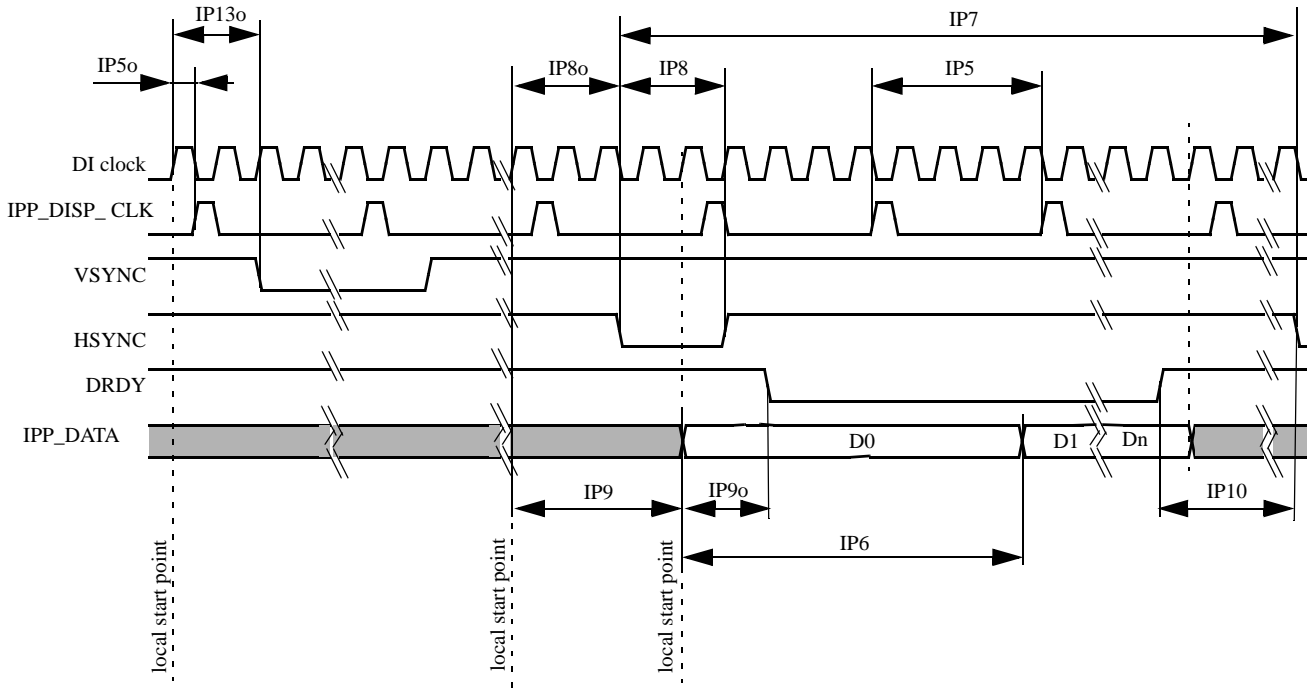 IP13o
IP7
IP5o
IP8o
IP8
IP5
DI clock
IPP_DISP_ CLK
VSYNC
HSYNC
DRDY
IPP_DATA
D0
D1
Dn
IP9
IP9o
IP10
IP6
local start point
local start point
local start point